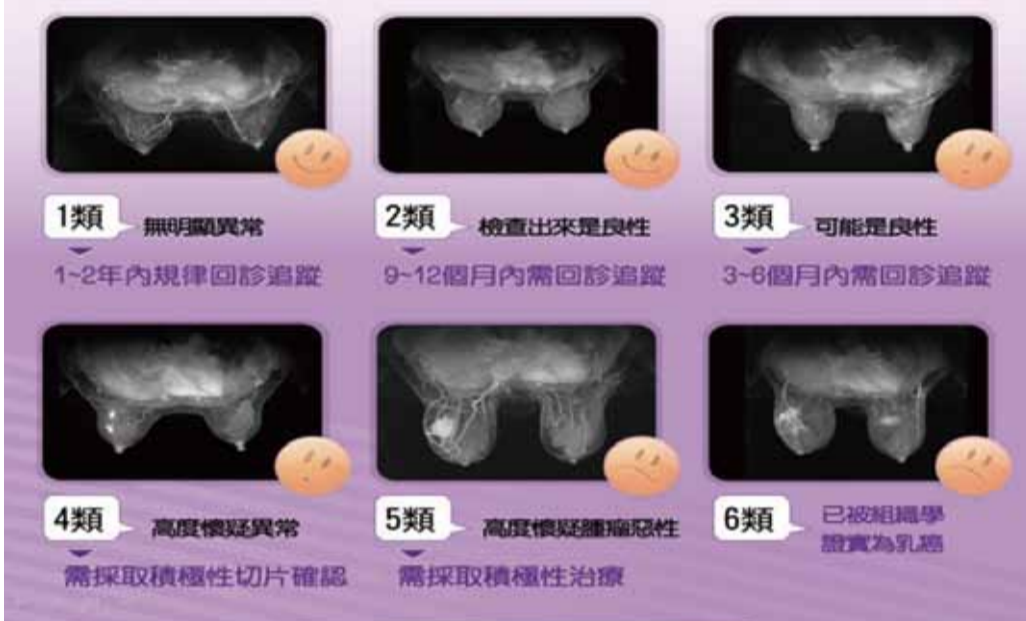 1類 無明顯異常
1~2年內規律回診追蹤
2類 檢查出來是良性
9~12個月內需回診追蹤
3類 可能是良性
3~6個月內需回診追蹤
4類 高度懷疑異常
需採取積極性切片確認
5類 高度懷疑腫瘤惡性
需採取積極性治療
6類 已被組織學
證實為乳癌